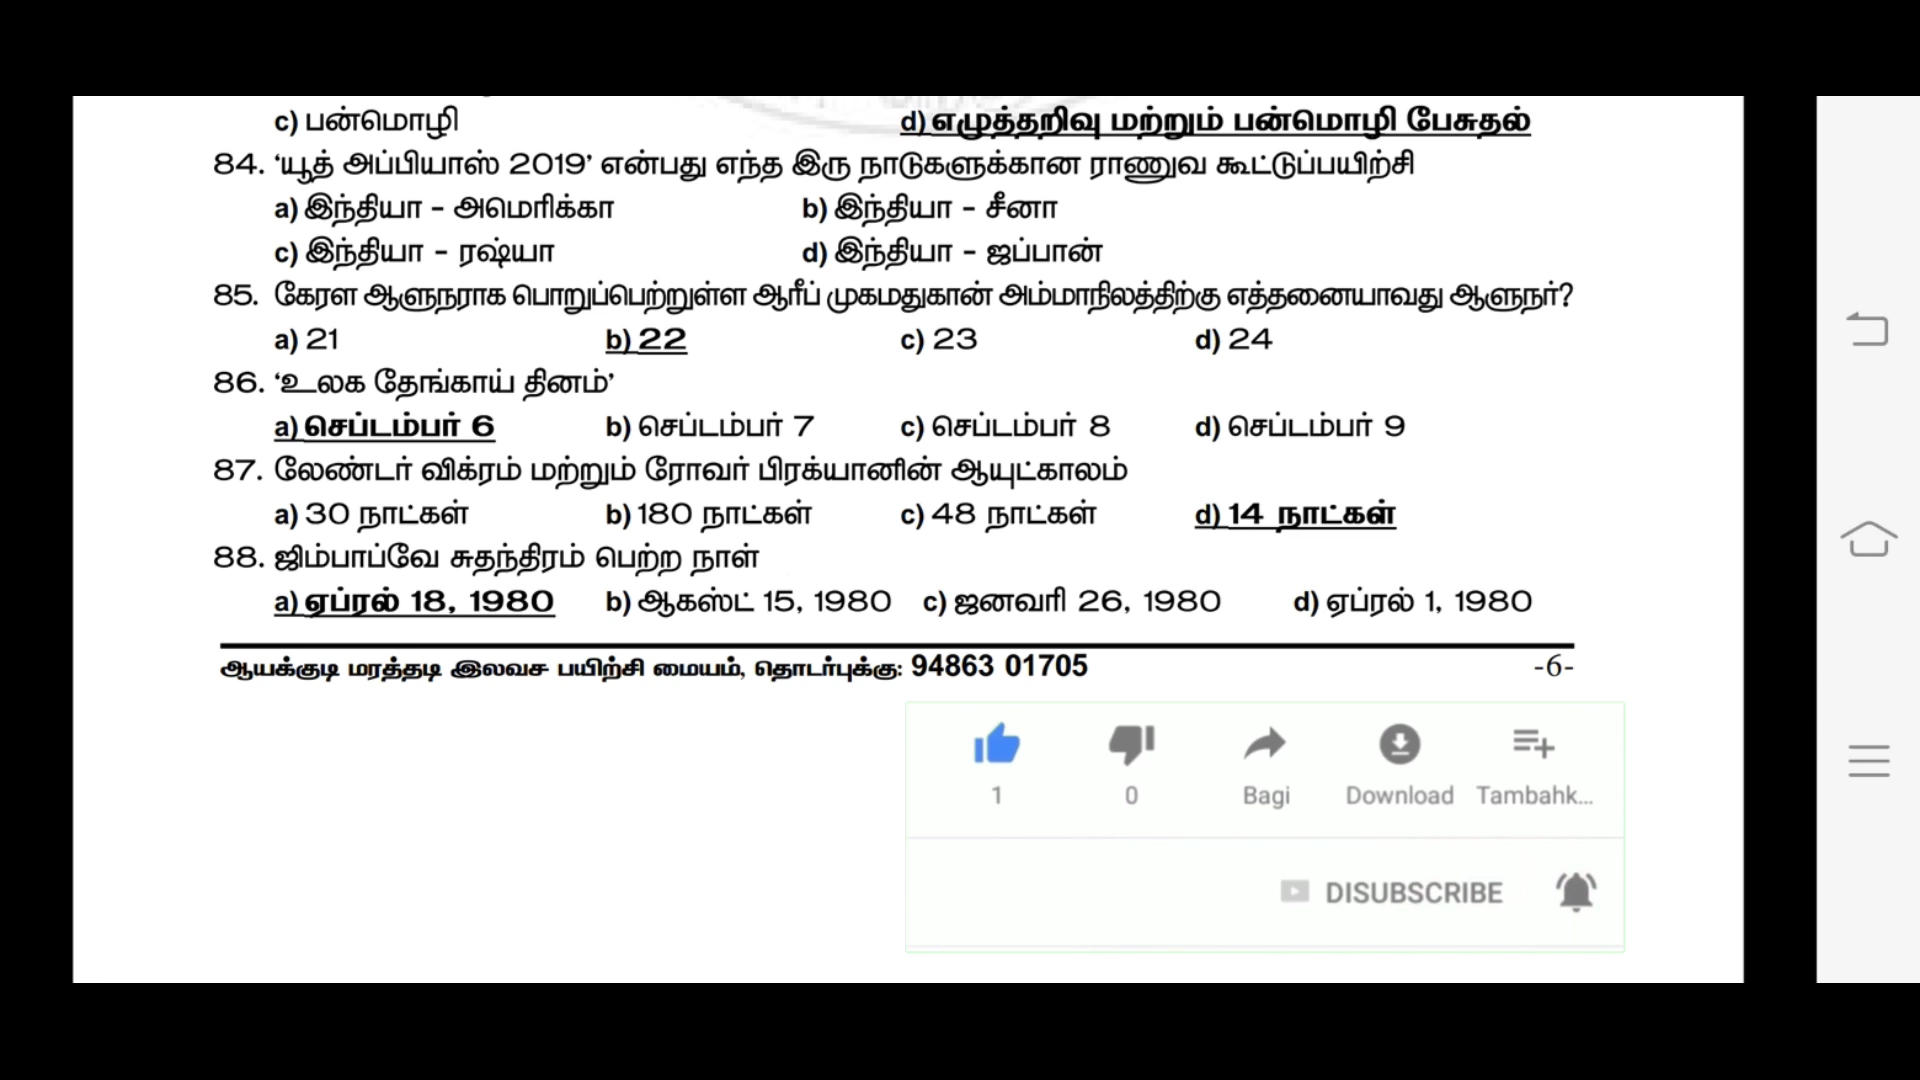 c) பன்மொழி d) எழுத்தறிவு மற்றும் பன்மொழி பேசுதல்
84. ‘யூத் அப்பியாஸ் 2019’ என்பது எந்த இரு நாடுகளுக்கான ராணுவ கூட்டுப்பயிற்சி
a) இந்தியா - அமெரிக்கா b) இந்தியா - சீனா
c) இந்தியா - ரஷ்யா d) இந்தியா - ஜப்பான்
85. கேரள ஆளுநராக பொறுப்பெற்றுள்ள ஆரீப் முகமதுகான் அம்மாநிலத்திற்கு எத்தனையாவது ஆளுநர்?
a) 21 b) 22 c) 23 d) 24
86. ‘உலக தேங்காய் தினம்’
a) செப்டம்பர் 6 b) செப்டம்பர் 7 c) செப்டம்பர் 8 d) செப்டம்பர் 9
87. லேண்டர் விக்ரம் மற்றும் ரோவர் பிரக்யானின் ஆயுட்காலம்
a) 30 நாட்கள் b) 180 நாட்கள் c) 48 நாட்கள் d) 14 நாட்கள்
88. ஜிம்பாப்வே சுதந்திரம் பெற்ற நாள்
a) ஏப்ரல் 18, 1980 b) ஆகஸ்ட் 15, 1980 c) ஜனவரி 26, 1980 d) ஏப்ரல் 1, 1980
ஆயக்குடி மரத்தடி இலவச பயிற்சி மையம், தொடர்புக்கு: 94863 01705 -6-
1 0 Bagi Download Tambahk...
DISUBSCRIBE